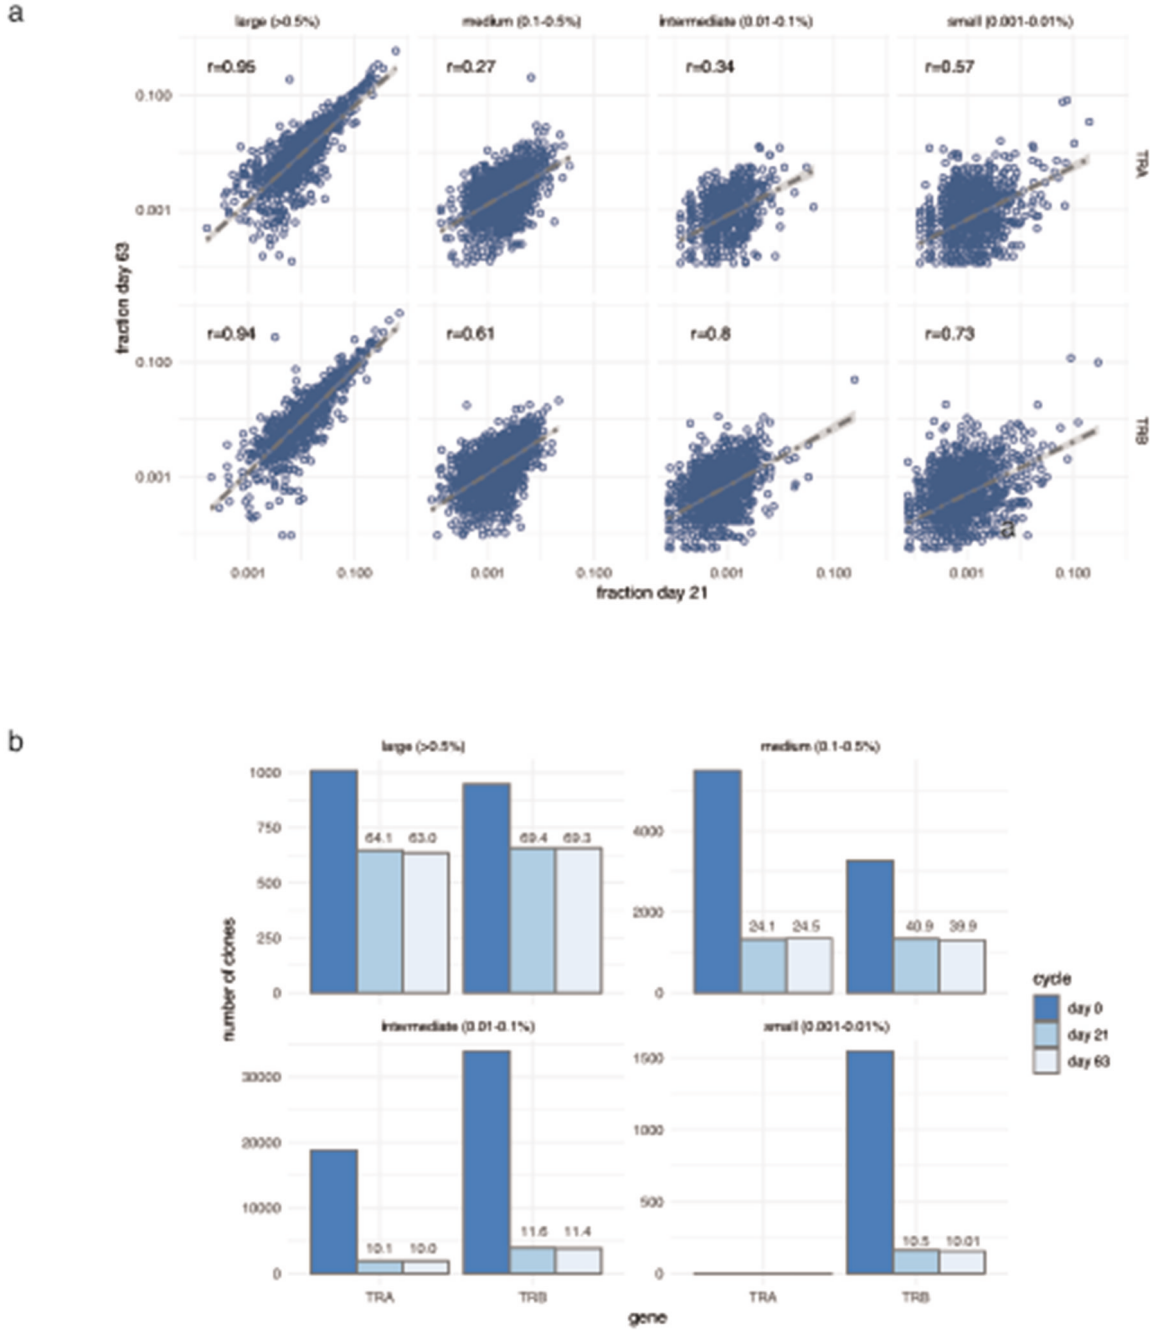 a
large (>0.5%) medium (0.1-0.5%) intermediate (0.01-0.1%) small (0.001-0.01%)
r=0.95 r=0.27 r=0.34 r=0.57
0.100
TRA
0.001
fraction day 63
r=0.94 r=0.61 r=0.8 r=0.73
0.100
TRB
0.001
a
0.001 0.100 0.001 0.100 0.001 0.100 0.001 0.100
fraction day 21
b
large (>0.5%) medium (0.1-0.5%)
1000
750
500
250
0
64.1 63.0 69.4 69.3
4000
2000
0
24.1 24.5 40.9 39.9
number of clones
intermediate (0.01-0.1%) small (0.001-0.01%)
30000
20000
10000
0
10.1 10.0 11.6 11.4
1500
1000
500
0
10.5 10.01
TRA TRB TRA TRB
gene
cycle
day 0
day 21
day 63